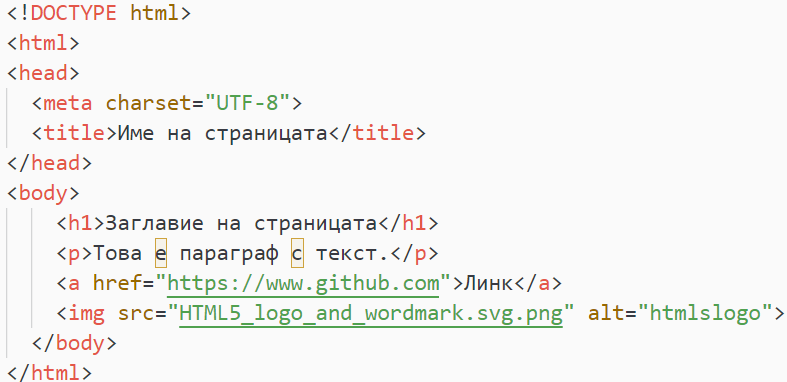 <!DOCTYPE html>
<html>
<head>
<meta charset="UTF-8">
<title>Име на страницата</title>
</head>
<body>
<h1>Заглавие на страницата</h1>
<p>Това е параграф с текст.</p>
<a href="https://www.github.com">Линк</a>
<img src="HTML5_logo_and_wordmark.svg.png" alt="htmlslogo">
</body>
</html>